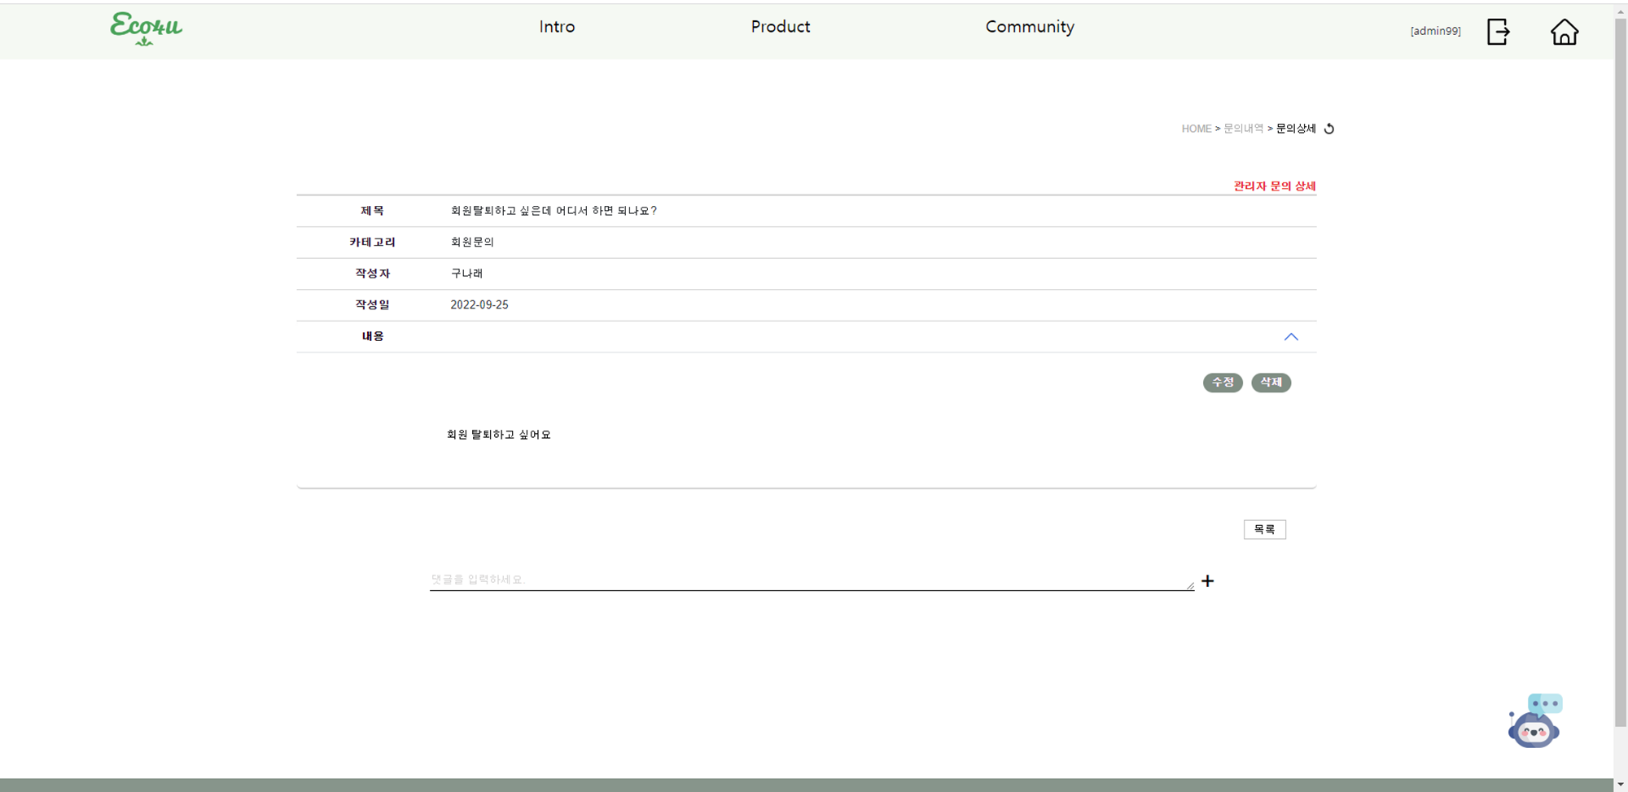 Eco4u
Intro Product Community [admin99]
HOME > 문의내역 > 문의상세
관리자 문의 상세
제목 회원탈퇴하고 싶은데 어디서 하면 되나요?
카테고리 회원문의
작성자 구나래
작성일 2022-09-25
내용
수정 삭제
회원 탈퇴하고 싶어요
목록
댓글을 입력하세요.